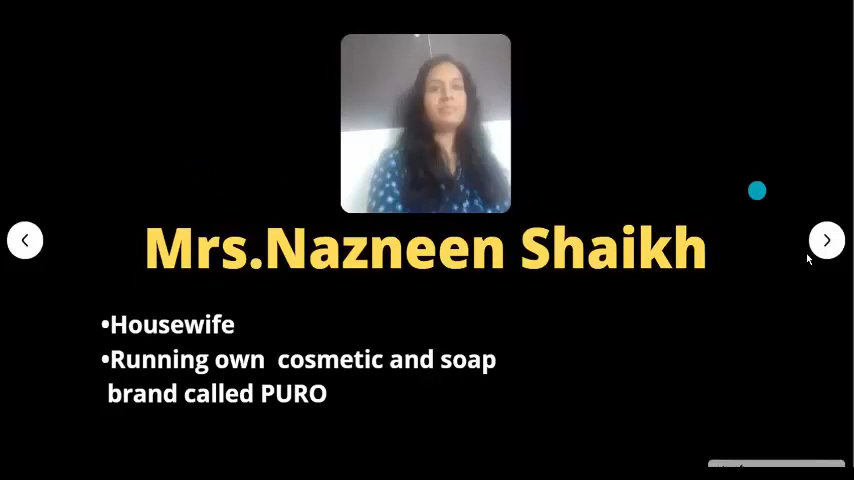 Mrs.Nazneen Shaikh
•Housewife
•Running own cosmetic and soap
brand called PURO